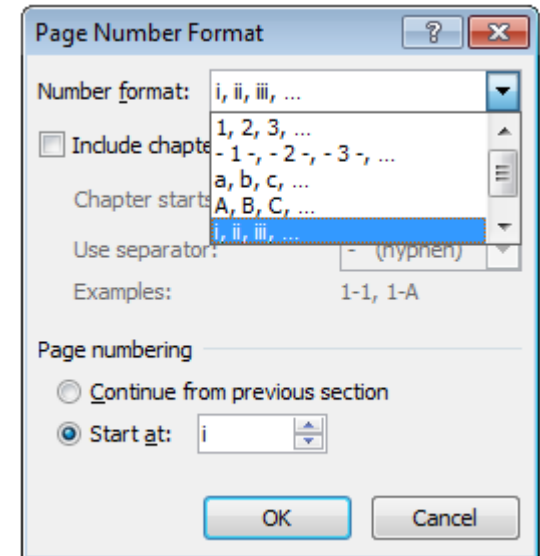 Page Number Format
Number format: i, ii, iii, ...
1, 2, 3, ...
Include chapte
- 1 -, - 2 -, - 3 -, ...
a, b, c, ...
Chapter starts
A, B, C, ...
i, ii, iii, ...
Use separator: - (hyphen)
Examples: 1-1, 1-A
Page numbering
Continue from previous section
Start at: i
OK Cancel